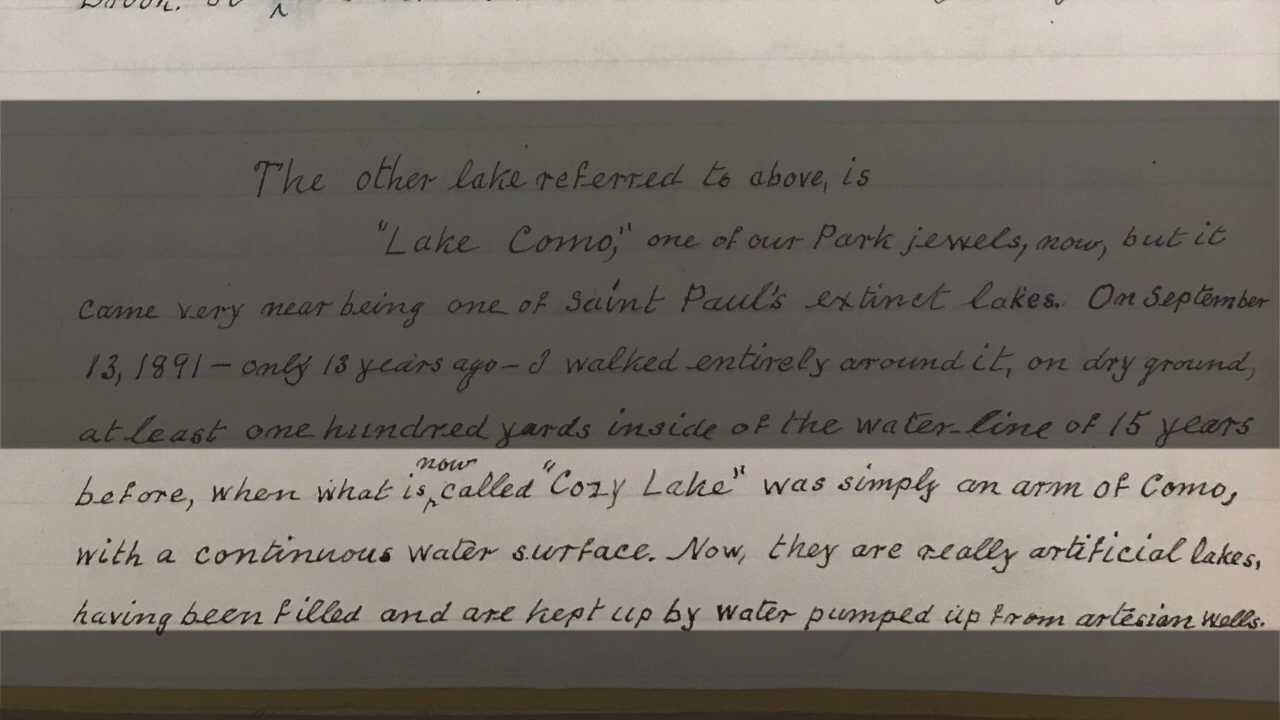 The other lake referred to above, is
"Lake Como," one of our Park jewels, now, but it
came very near being one of Saint Paul's extinct lakes. On September
13, 1891 – only 13 years ago – I walked entirely around it, on dry ground,
at least one hundred yards inside of the water-line of 15 years
now
before, when what is ‸ called "Cozy Lake" was simply an arm of Como,
with a continuous water surface. Now, they are really artificial lakes,
having been filled and are kept up by water pumped up from artesian wells.